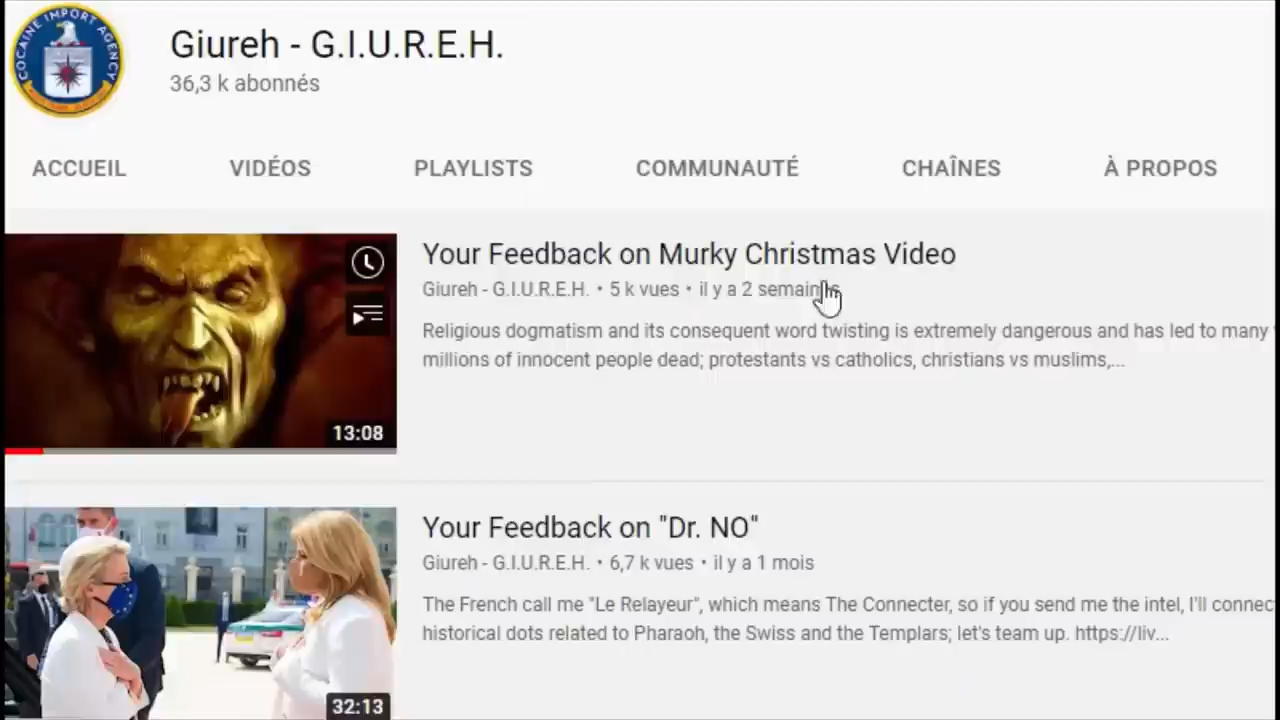 COCAINE IMPORT AGENCY
Giureh - G.I.U.R.E.H.
36,3 k abonnés
ACCUEIL VIDÉOS PLAYLISTS COMMUNAUTÉ CHAÎNES À PROPOS
Your Feedback on Murky Christmas Video
Giureh - G.I.U.R.E.H. • 5 k vues • il y a 2 semaines
Religious dogmatism and its consequent word twisting is extremely dangerous and has led to many
millions of innocent people dead; protestants vs catholics, christians vs muslims,...
13:08
Your Feedback on "Dr. NO"
Giureh - G.I.U.R.E.H. • 6,7 k vues • il y a 1 mois
The French call me "Le Relayeur", which means The Connecter, so if you send me the intel, I'll connec
historical dots related to Pharaoh, the Swiss and the Templars; let's team up. https://liv...
32:13